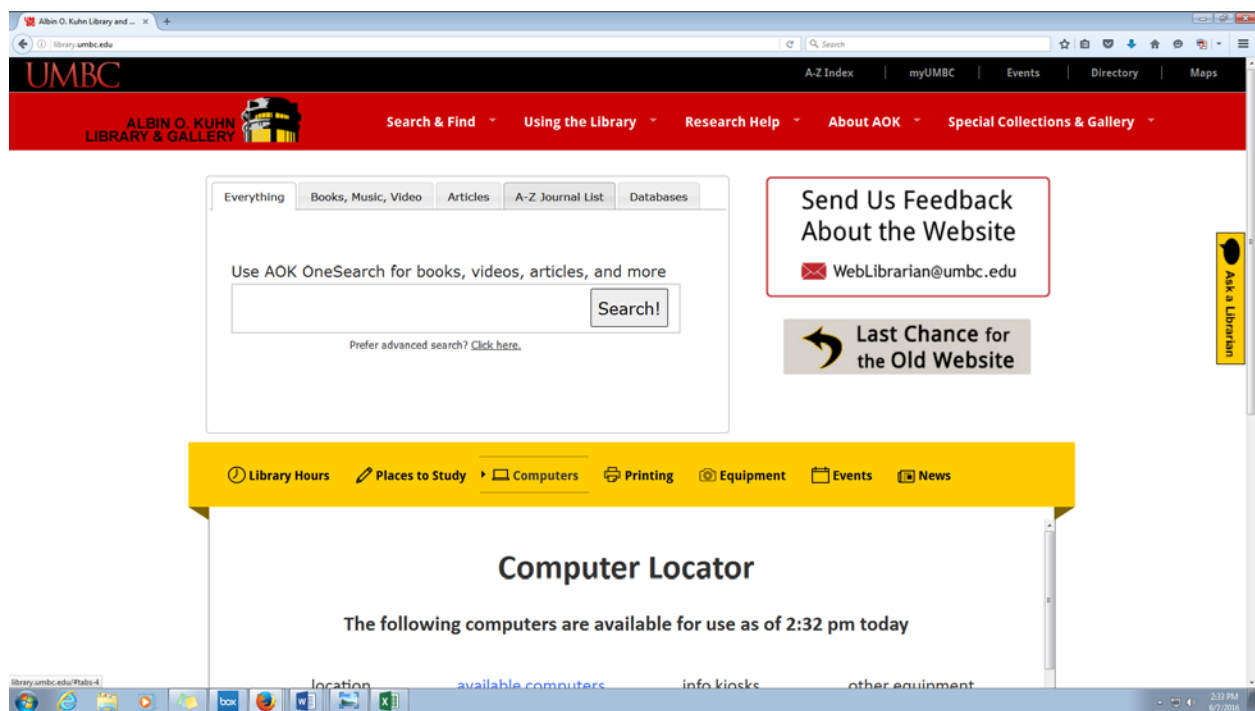 Albin O. Kuhn Library and ...
library.umbc.edu
Search
UMBC
A-Z Index
myUMBC
Events
Directory
Maps
ALBIN O. KUHN
LIBRARY & GALLERY
Search & Find
Using the Library
Research Help
About AOK
Special Collections & Gallery
Everything
Books, Music, Video
Articles
A-Z Journal List
Databases
Use AOK OneSearch for books, videos, articles, and more
Search!
Prefer advanced search? Click here.
Send Us Feedback
About the Website
WebLibrarian@umbc.edu
Last Chance for
the Old Website
Ask a Librarian
Library Hours
Places to Study
Computers
Printing
Equipment
Events
News
Computer Locator
The following computers are available for use as of 2:32 pm today
location
available computers
info kiosks
other equipment
library.umbc.edu/#tabs-4
box
2:33 PM
6/7/2016